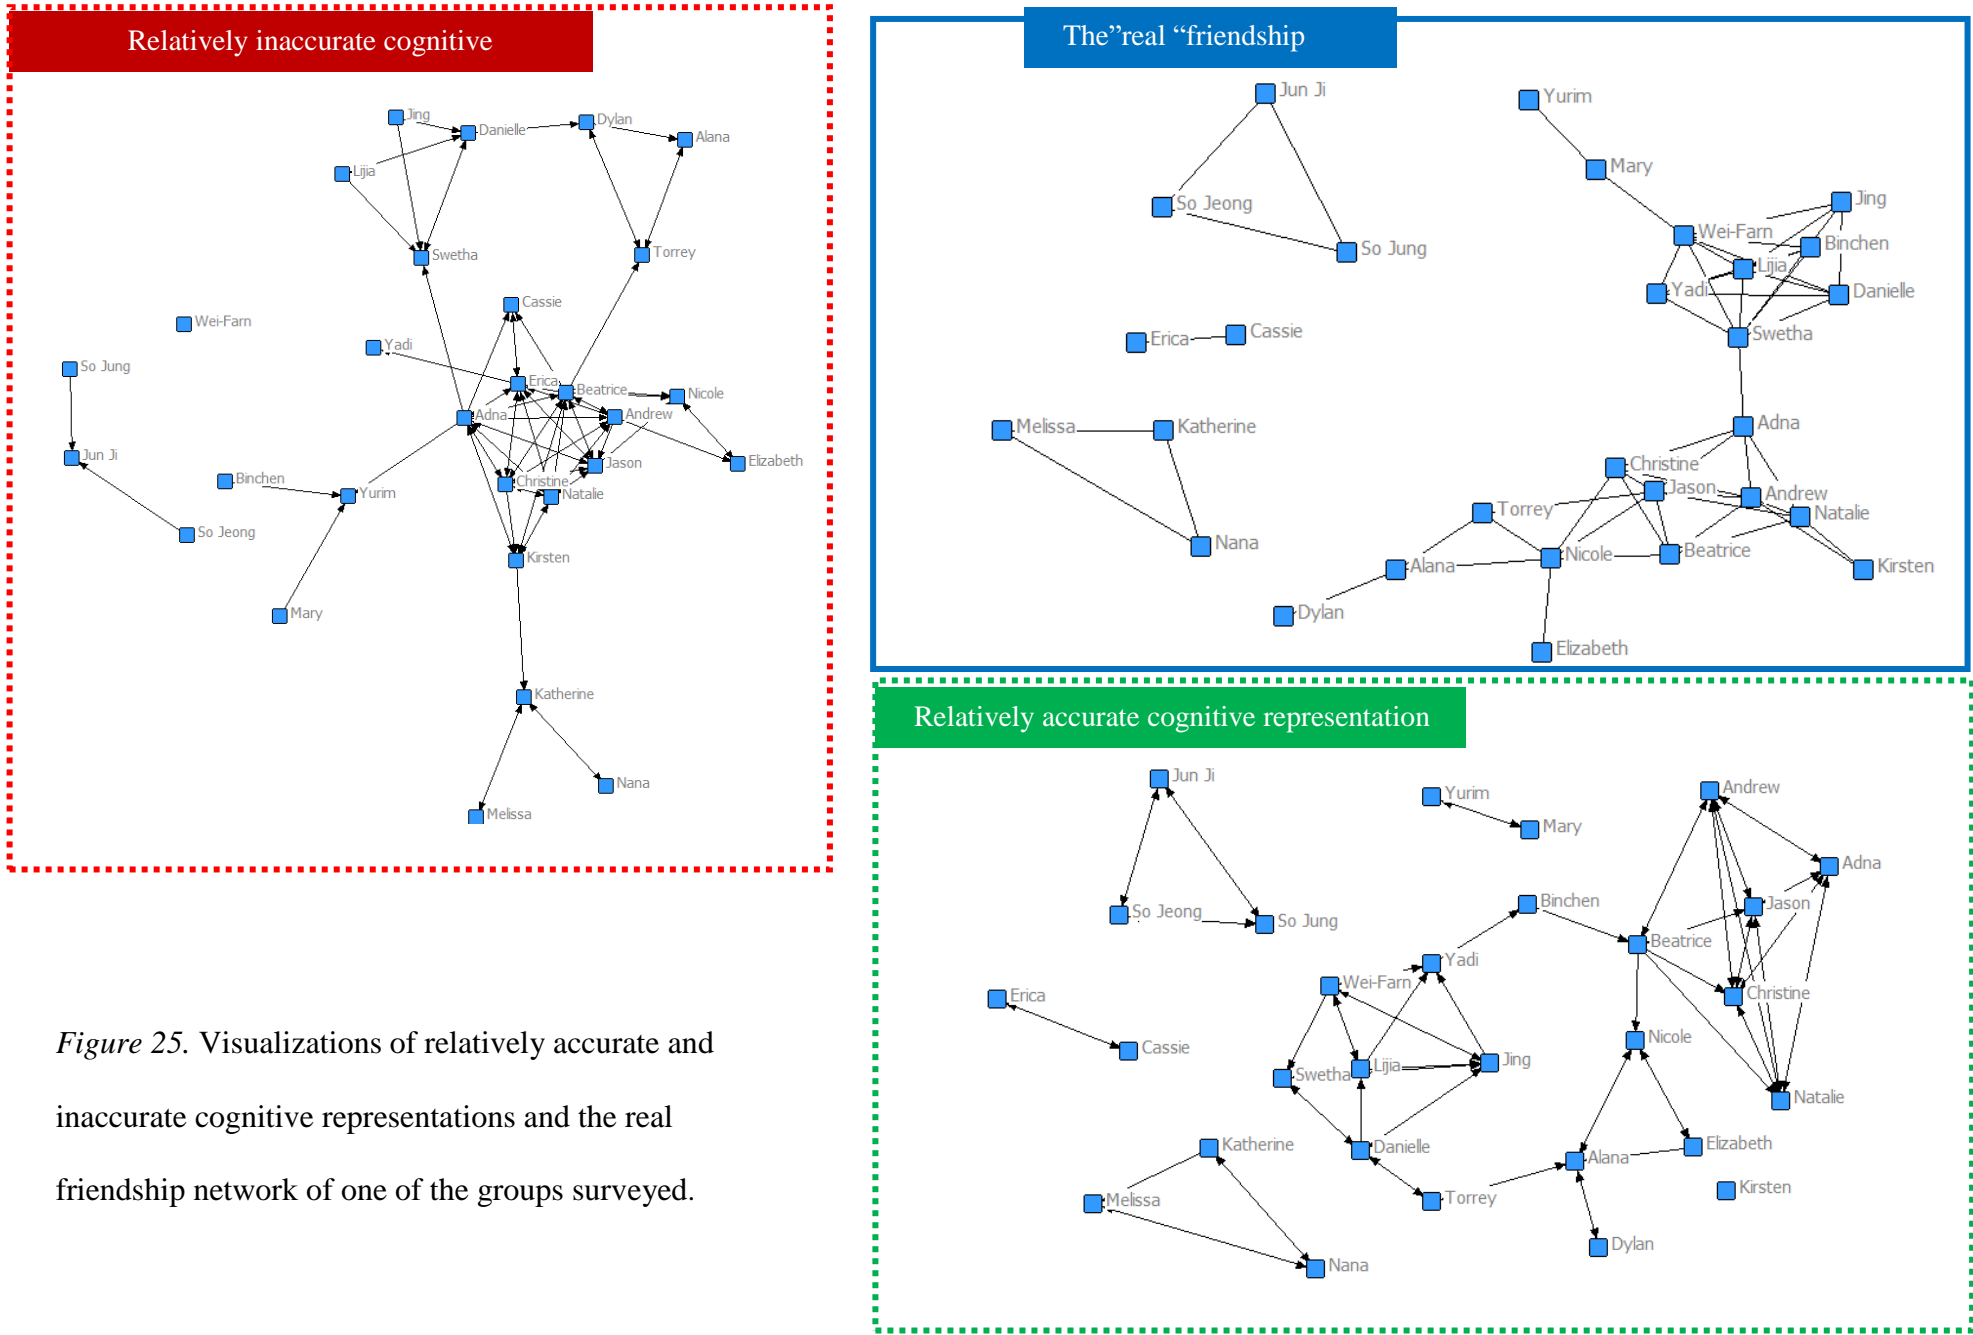 Relatively inaccurate cognitive
Jing
Danielle
Dylan
Alana
Lijia
Swetha
Torrey
Cassie
Wei-Farn
Yadi
So Jung
Erica
Beatrice
Nicole
Adna
Andrew
Jun Ji
Jason
Elizabeth
Binchen
Yurim
Christine
Natalie
So Jeong
Kirsten
Mary
Katherine
Nana
Melissa
The”real “friendship
Jun Ji
Yurim
Mary
So Jeong
Jing
Wei-Farn
Binchen
So Jung
Lijia
Yadi
Danielle
Erica
Cassie
Swetha
Melissa
Katherine
Adna
Christine
Jason
Andrew
Torrey
Natalie
Nana
Nicole
Beatrice
Alana
Kirsten
Dylan
Elizabeth
Relatively accurate cognitive representation
Jun Ji
Yurim
Andrew
Mary
Adna
So Jeong
So Jung
Binchen
Jason
Beatrice
Yadi
Wei-Farn
Erica
Christine
Cassie
Nicole
Swetha
Lijia
Jing
Natalie
Katherine
Danielle
Elizabeth
Alana
Melissa
Torrey
Kirsten
Dylan
Nana
Figure 25. Visualizations of relatively accurate and
inaccurate cognitive representations and the real
friendship network of one of the groups surveyed.